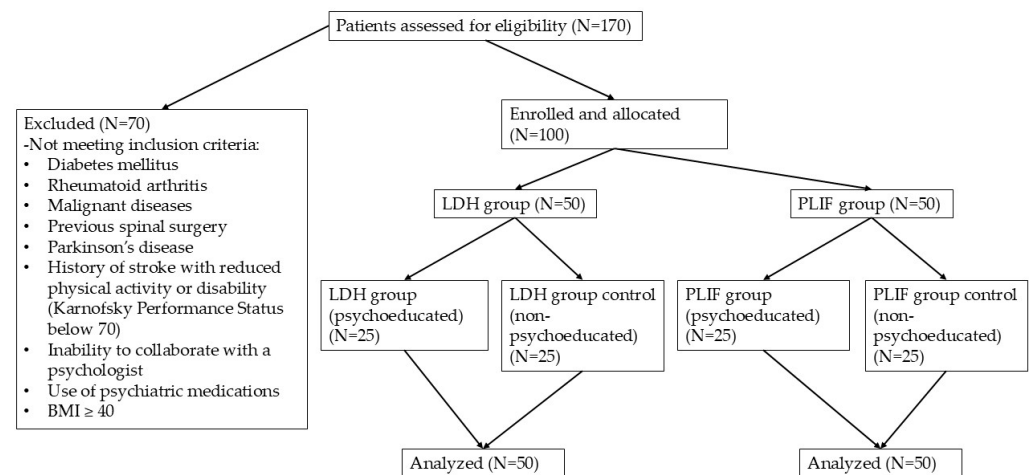 Patients assessed for eligibility (N=170)
Excluded (N=70)
-Not meeting inclusion criteria:
• Diabetes mellitus
• Rheumatoid arthritis
• Malignant diseases
• Previous spinal surgery
• Parkinson's disease
• History of stroke with reduced
physical activity or disability
(Karnofsky Performance Status
below 70)
• Inability to collaborate with a
psychologist
• Use of psychiatric medications
• BMI ≥ 40
Enrolled and allocated
(N=100)
LDH group (N=50)
PLIF group (N=50)
LDH group
(psychoeducated)
(N=25)
LDH group control
(non-
psychoeducated)
(N=25)
PLIF group
(psychoeducated)
(N=25)
PLIF group control
(non-
psychoeducated)
(N=25)
Analyzed (N=50)
Analyzed (N=50)